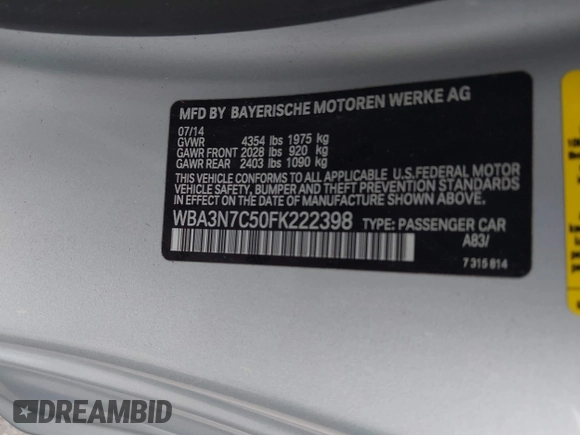 MFD BY BAYERISCHE MOTOREN WERKE AG
07/14
GVWR 4354 lbs 1975 kg
GAWR FRONT 2028 lbs 920 kg
GAWR REAR 2403 lbs 1090 kg
THIS VEHICLE CONFORMS TO ALL APPLICABLE U.S.FEDERAL MOTOR
VEHICLE SAFETY, BUMPER AND THEFT PREVENTION STANDARDS
IN EFFECT ON THE DATE OF MANUFACTURE SHOWN ABOVE.
WBA3N7C50FK222398 TYPE: PASSENGER CAR
A83/
7 315 814
DREAMBID